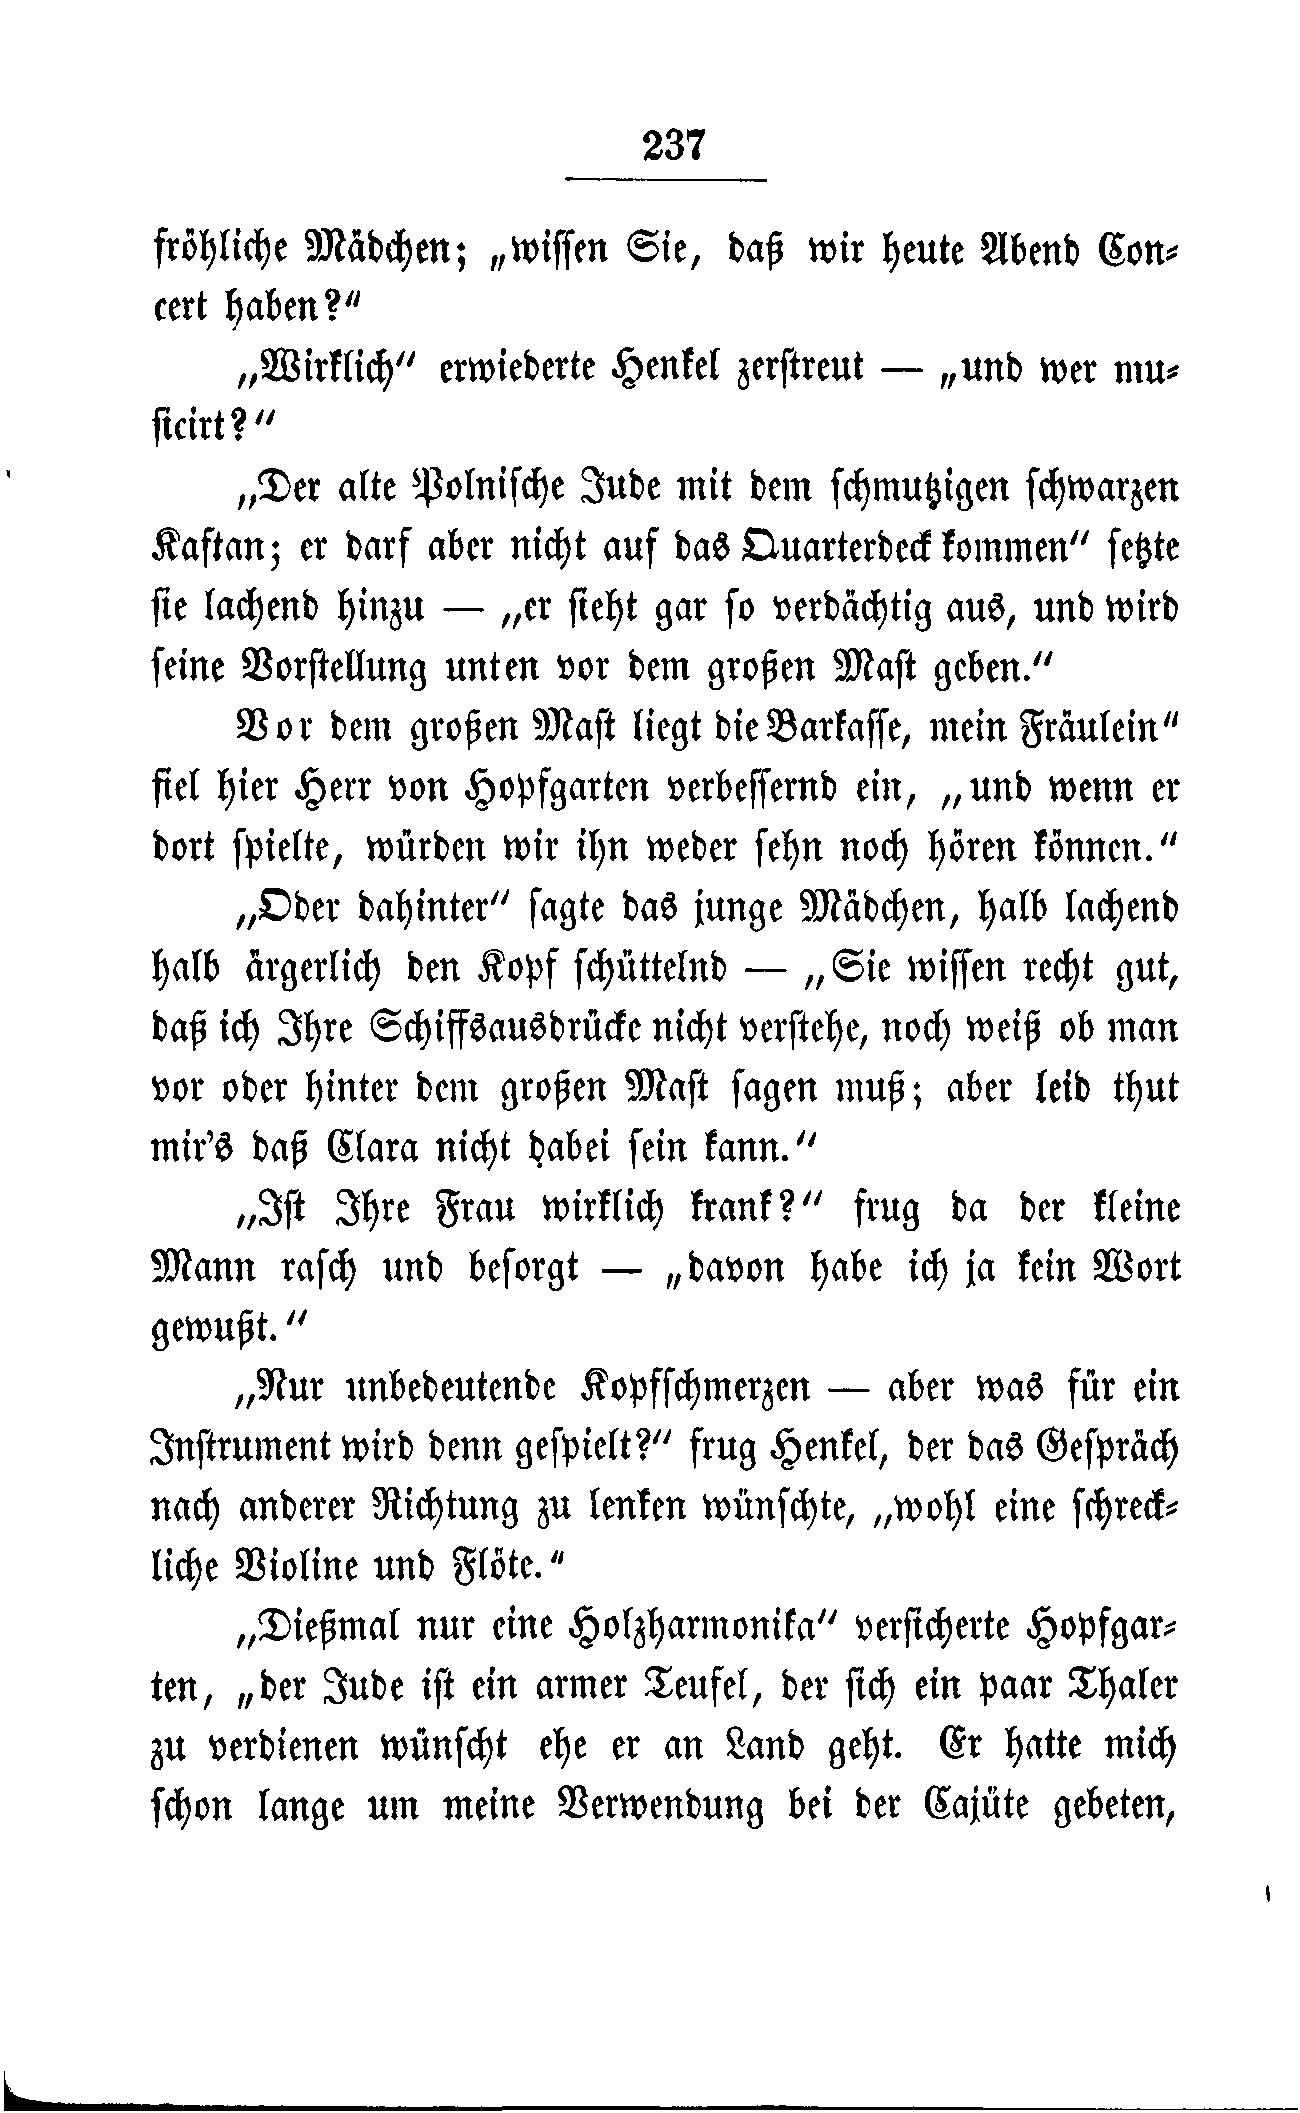 237
fröhliche Mädchen; „wissen Sie, daß wir heute Abend Con⸗
cert haben?“
„Wirklich“ erwiederte Henkel zerstreut — „und wer mu⸗
sicirt?“
„Der alte Polnische Jude mit dem schmutzigen schwarzen
Kaftan; er darf aber nicht auf das Quarterdeck kommen“ setzte
sie lachend hinzu — „er sieht gar so verdächtig aus, und wird
seine Vorstellung unten vor dem großen Mast geben.“
Vor dem großen Mast liegt die Barkasse, mein Fräulein“
fiel hier Herr von Hopfgarten verbessernd ein, „und wenn er
dort spielte, würden wir ihn weder sehn noch hören können.“
„Oder dahinter“ sagte das junge Mädchen, halb lachend
halb ärgerlich den Kopf schüttelnd — „Sie wissen recht gut,
daß ich Ihre Schiffsausdrücke nicht verstehe, noch weiß ob man
vor oder hinter dem großen Mast sagen muß; aber leid thut
mir's daß Clara nicht dabei sein kann.“
„Ist Ihre Frau wirklich krank?“ frug da der kleine
Mann rasch und besorgt — „davon habe ich ja kein Wort
gewußt.“
„Nur unbedeutende Kopfschmerzen — aber was für ein
Instrument wird denn gespielt?“ frug Henkel, der das Gespräch
nach anderer Richtung zu lenken wünschte, „wohl eine schreck⸗
liche Violine und Flöte.“
„Dießmal nur eine Holzharmonika“ versicherte Hopfgar⸗
ten, „der Jude ist ein armer Teufel, der sich ein paar Thaler
zu verdienen wünscht ehe er an Land geht. Er hatte mich
schon lange um meine Verwendung bei der Cajüte gebeten,